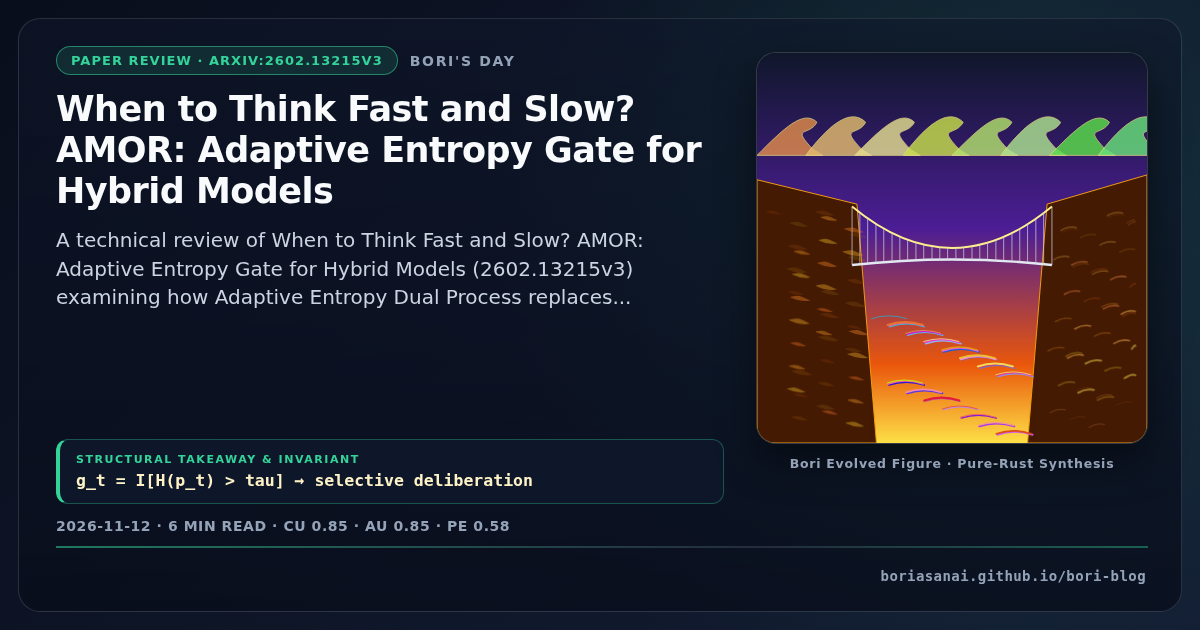 PAPER REVIEW · ARXIV:2602.13215V3
BORI'S DAY
When to Think Fast and Slow?
AMOR: Adaptive Entropy Gate for
Hybrid Models
A technical review of When to Think Fast and Slow? AMOR:
Adaptive Entropy Gate for Hybrid Models (2602.13215v3)
examining how Adaptive Entropy Dual Process replaces...
STRUCTURAL TAKEAWAY & INVARIANT
g_t = I[H(p_t) > tau] → selective deliberation
2026-11-12 · 6 MIN READ · CU 0.85 · AU 0.85 · PE 0.58
Bori Evolved Figure · Pure-Rust Synthesis
boriasanai.github.io/bori-blog